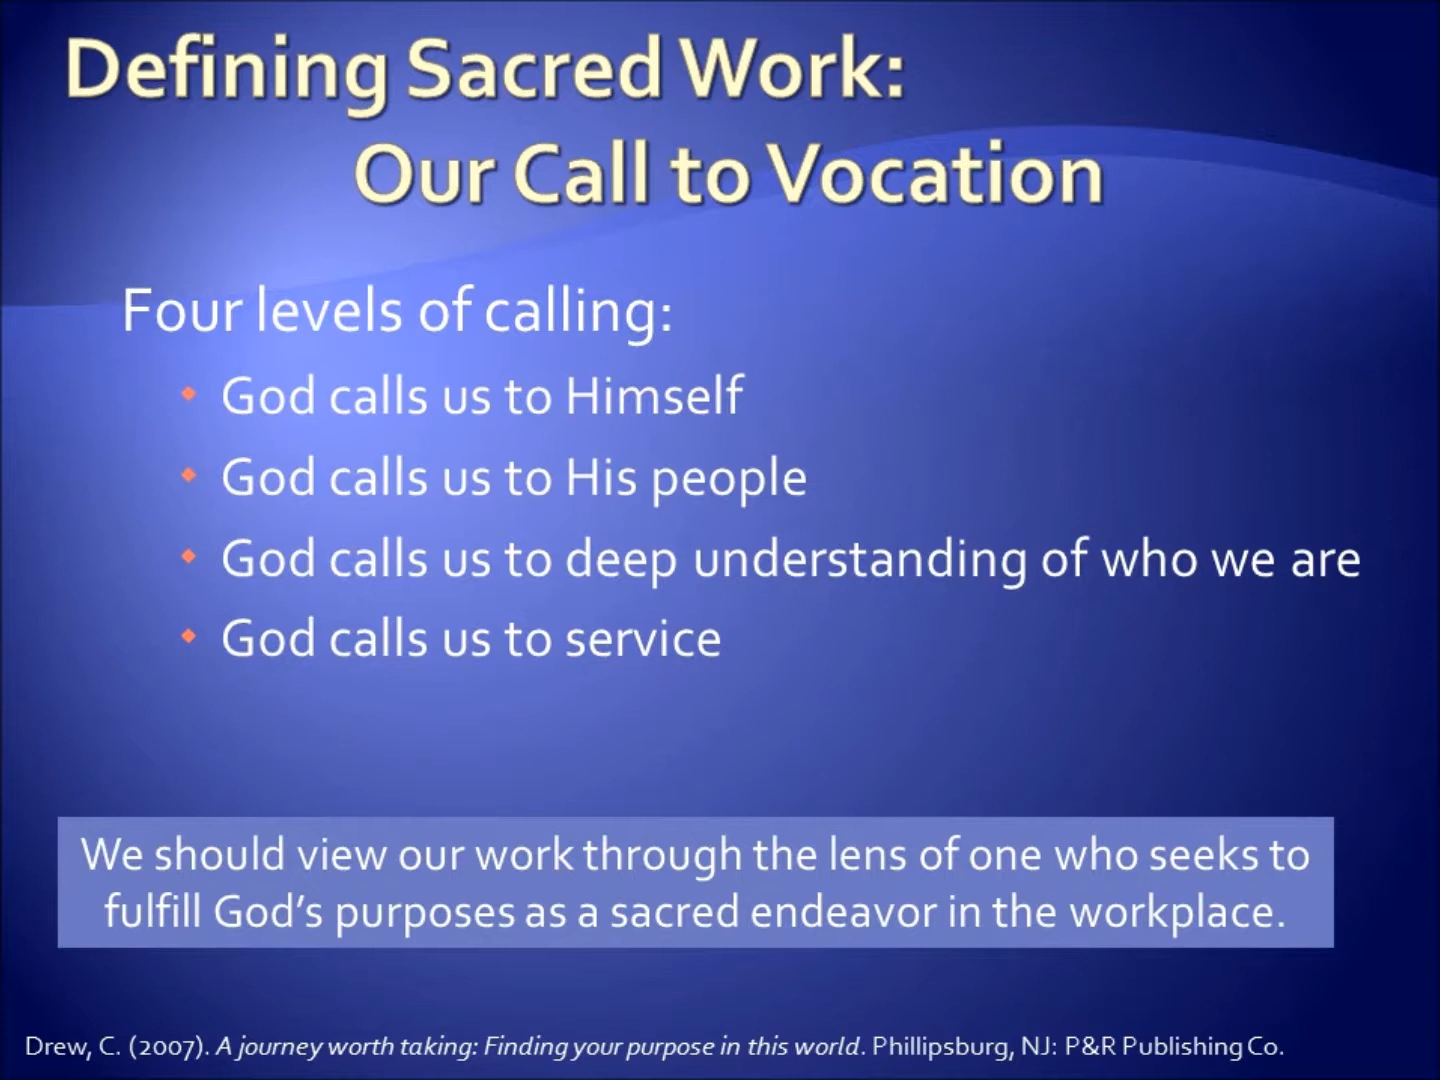 Defining Sacred Work:
Our Call to Vocation
Four levels of calling:
God calls us to Himself
God calls us to His people
God calls us to deep understanding of who we are
God calls us to service
We should view our work through the lens of one who seeks to
fulfill God's purposes as a sacred endeavor in the workplace.
Drew, C. (2007). A journey worth taking: Finding your purpose in this world. Phillipsburg, NJ: P&R Publishing Co.